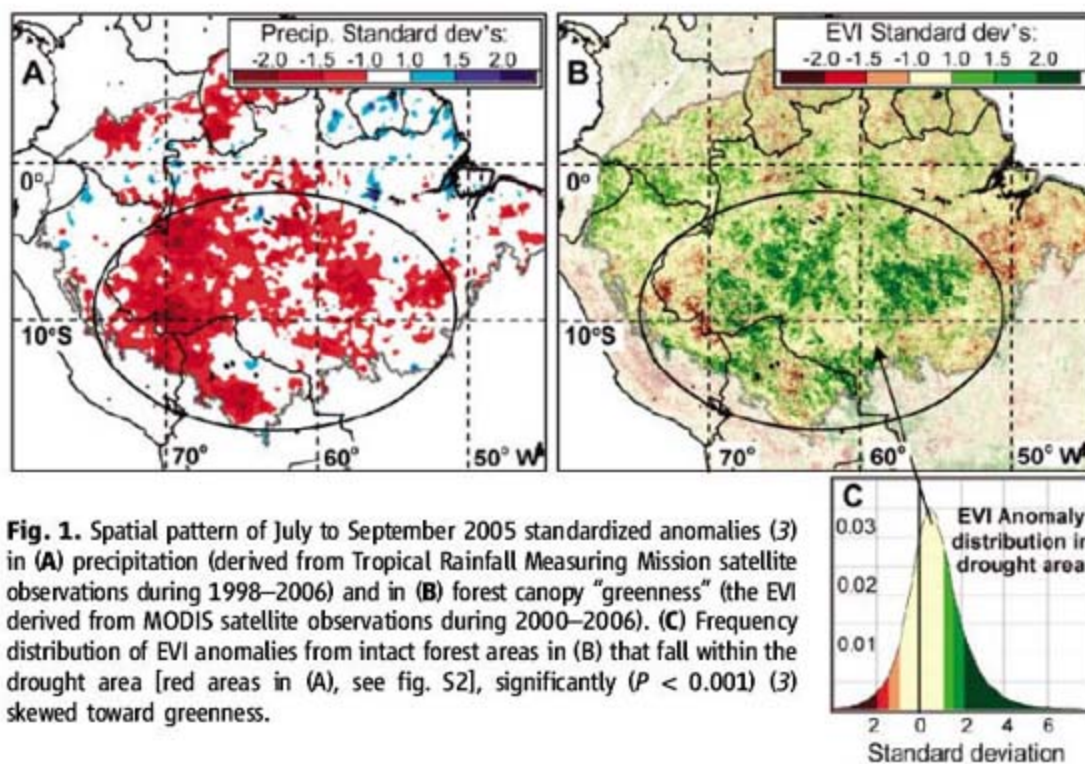 A
Precip. Standard dev's:
-2.0 -1.5 -1.0 1.0 1.5 2.0
0°
10°S
70°
60°
50° W
B
EVI Standard dev's:
-2.0 -1.5 -1.0 1.0 1.5 2.0
0°
10°S
70°
60°
50° W
C
EVI Anomaly
distribution in
drought area
0.03
0.02
0.01
2 0 2 4 6
Standard deviation
Fig. 1. Spatial pattern of July to September 2005 standardized anomalies (3)
in (A) precipitation (derived from Tropical Rainfall Measuring Mission satellite
observations during 1998–2006) and in (B) forest canopy "greenness" (the EVI
derived from MODIS satellite observations during 2000–2006). (C) Frequency
distribution of EVI anomalies from intact forest areas in (B) that fall within the
drought area [red areas in (A), see fig. S2], significantly (P < 0.001) (3)
skewed toward greenness.